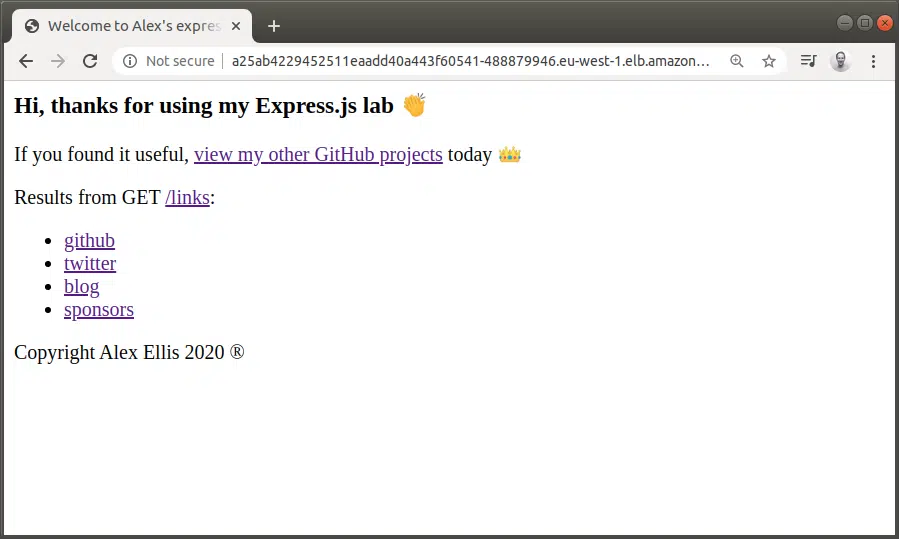 Welcome to Alex's expres
Not secure | a25ab4229452511eaadd40a443f60541-488879946.eu-west-1.elb.amazon…
Hi, thanks for using my Express.js lab 👏
If you found it useful, view my other GitHub projects today 👑
Results from GET /links:
• github
• twitter
• blog
• sponsors
Copyright Alex Ellis 2020 ®